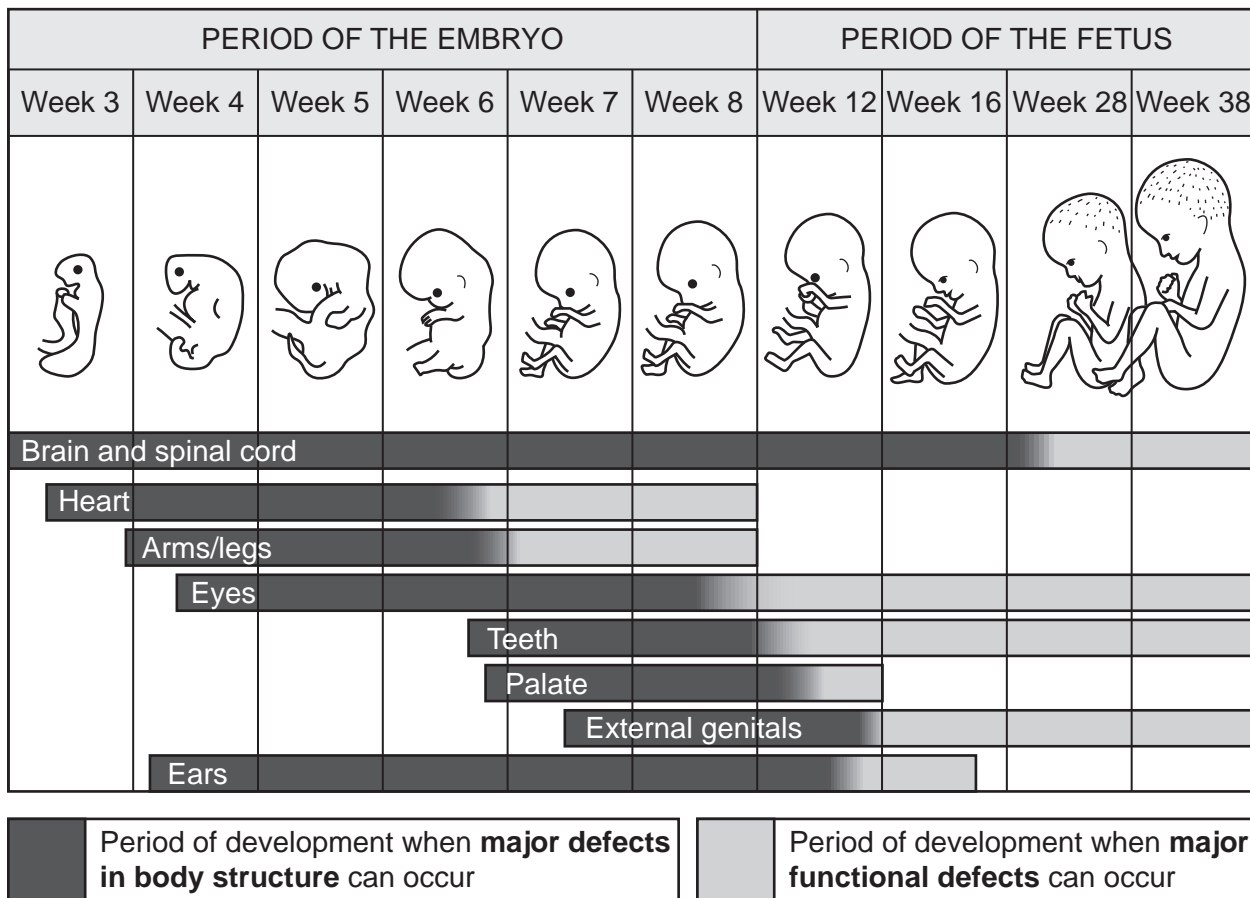 PERIOD OF THE EMBRYO
PERIOD OF THE FETUS
Week 3
Week 4
Week 5
Week 6
Week 7
Week 8
Week 12
Week 16
Week 28
Week 38
Brain and spinal cord
Heart
Arms/legs
Eyes
Teeth
Palate
External genitals
Ears
Period of development when major defects
in body structure can occur
Period of development when major
functional defects can occur